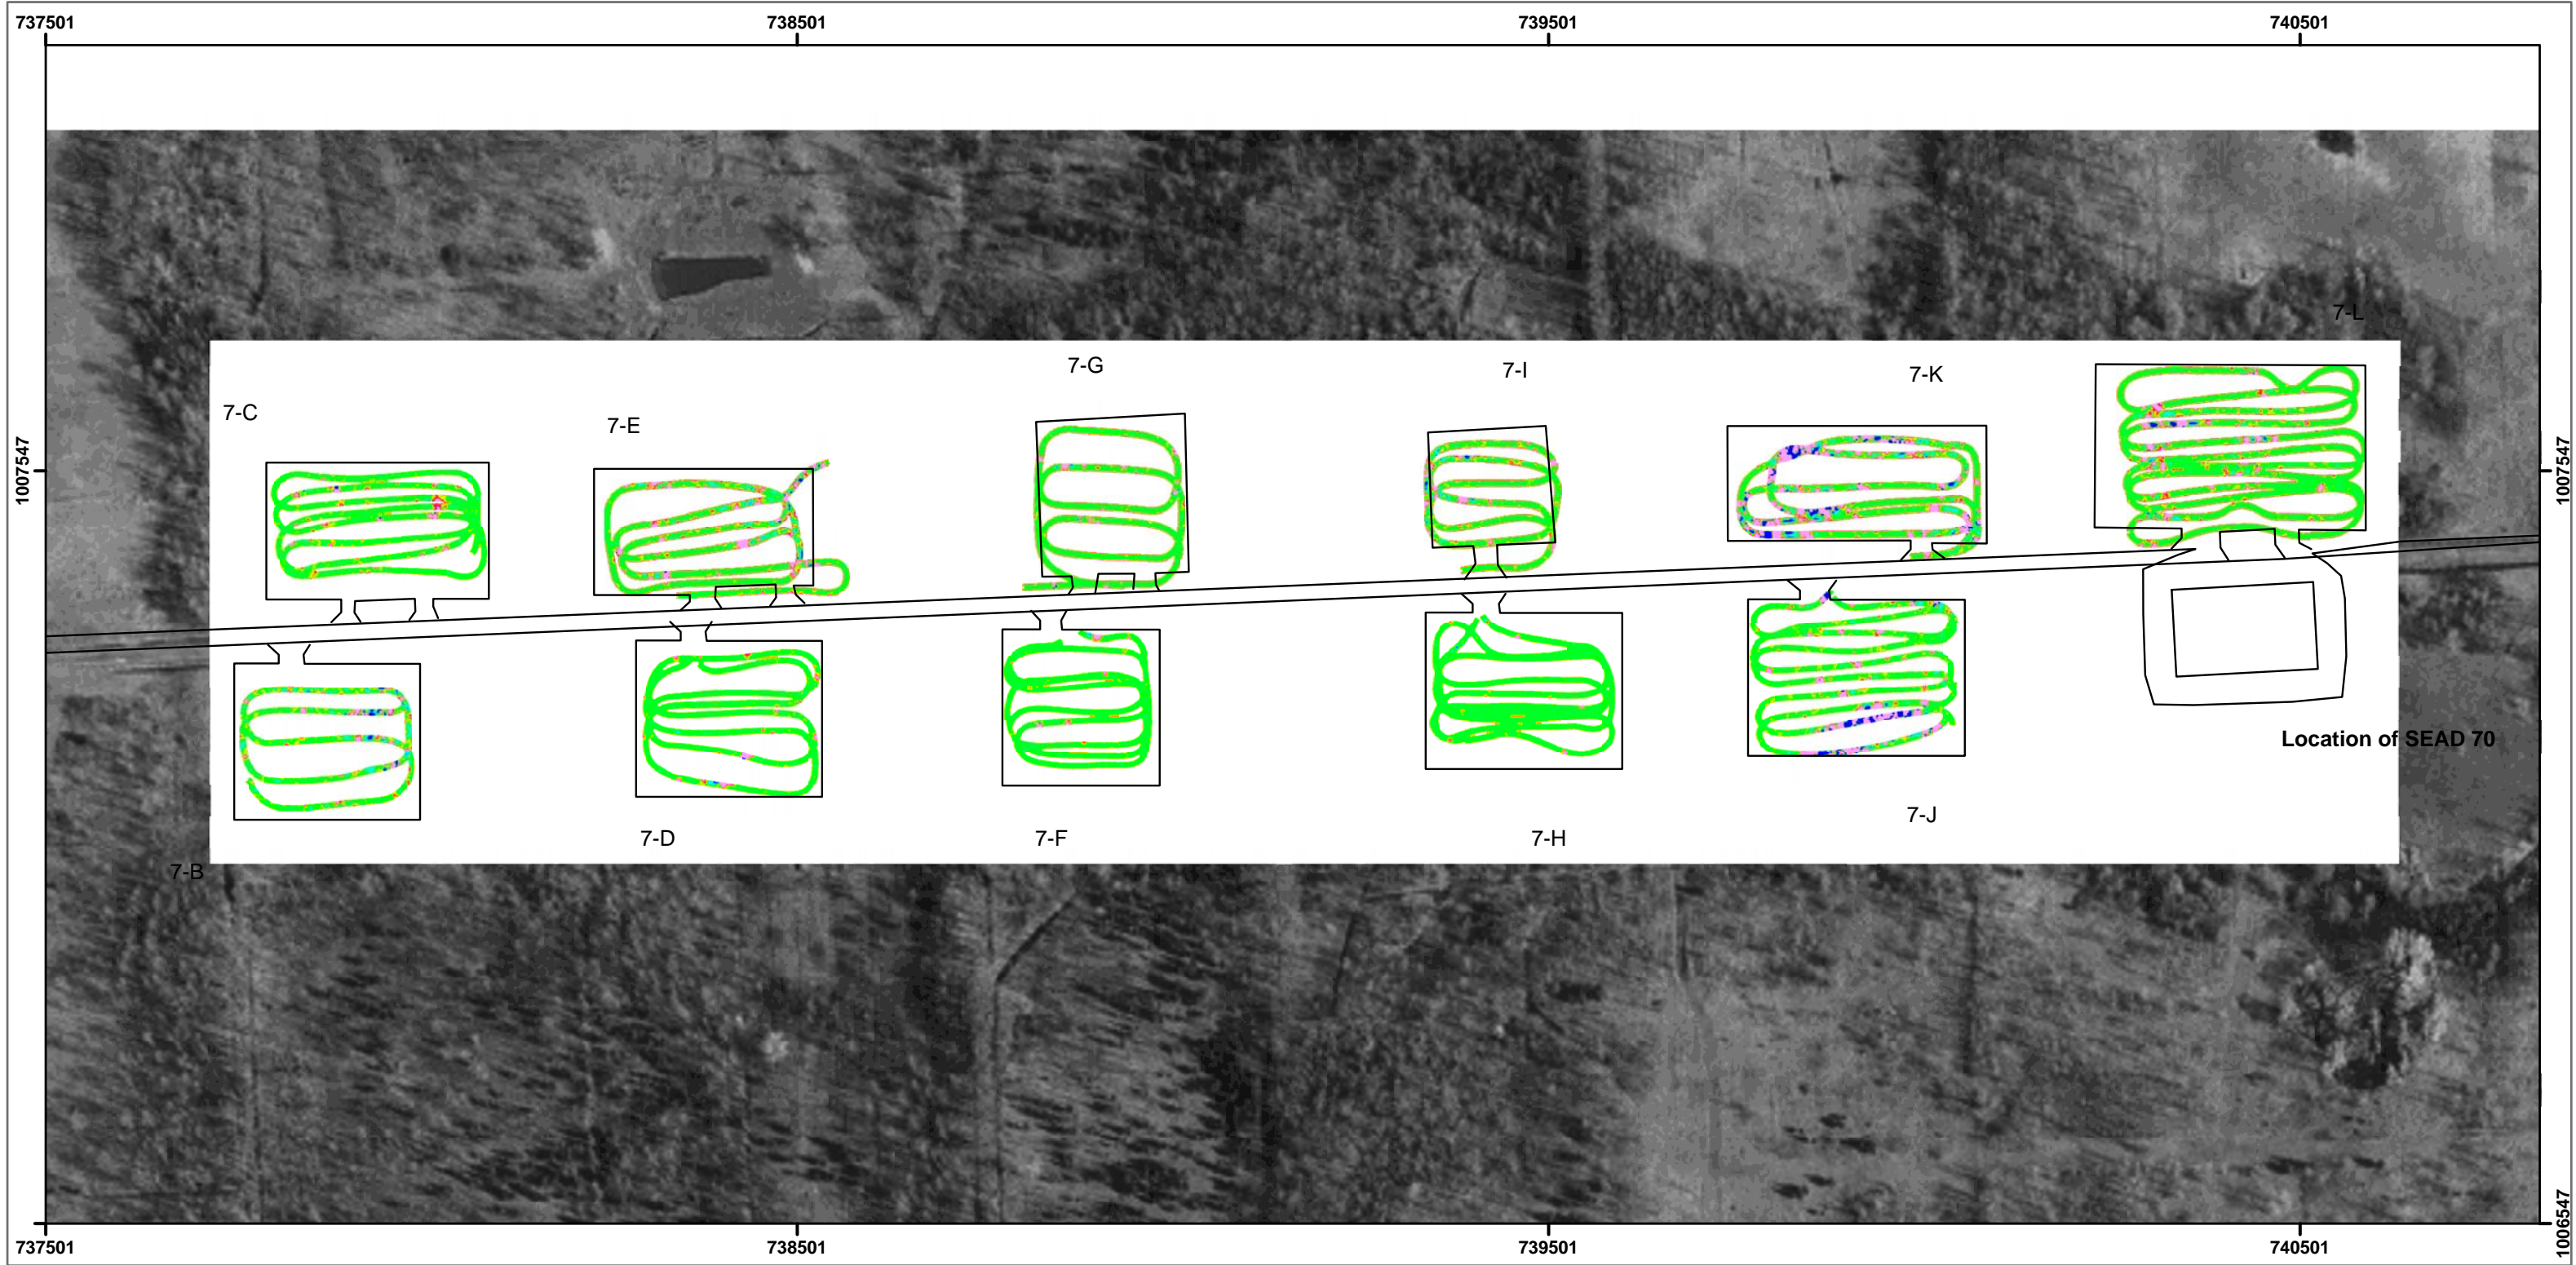 737501 738501 739501 740501
7-L
7-G 7-I 7-K
7-C 7-E
1007547 1007547
Location of SEAD 70
7-J
7-D 7-F 7-H
7-B
1006547
737501 738501 739501 740501